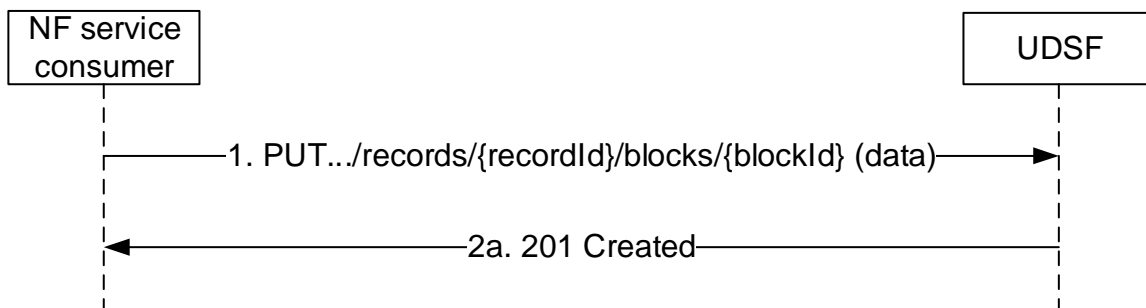 NF service
consumer
UDSF
1. PUT.../records/{recordId}/blocks/{blockId} (data)
2a. 201 Created